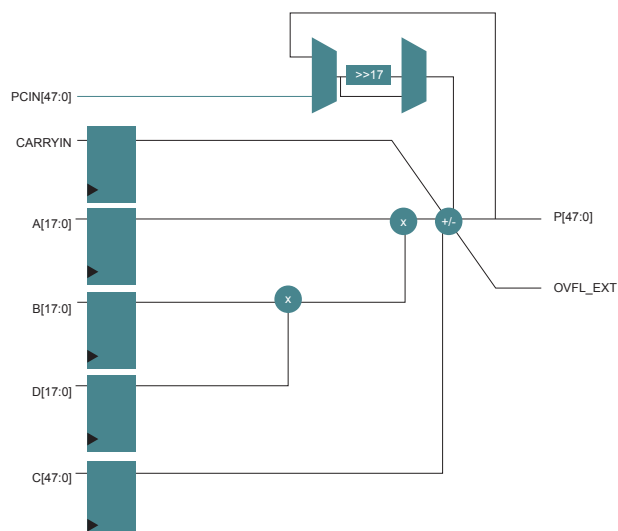 >>17
PCIN[47:0]
CARRYIN
A[17:0]
x
+/-
P[47:0]
OVFL_EXT
B[17:0]
x
D[17:0]
C[47:0]